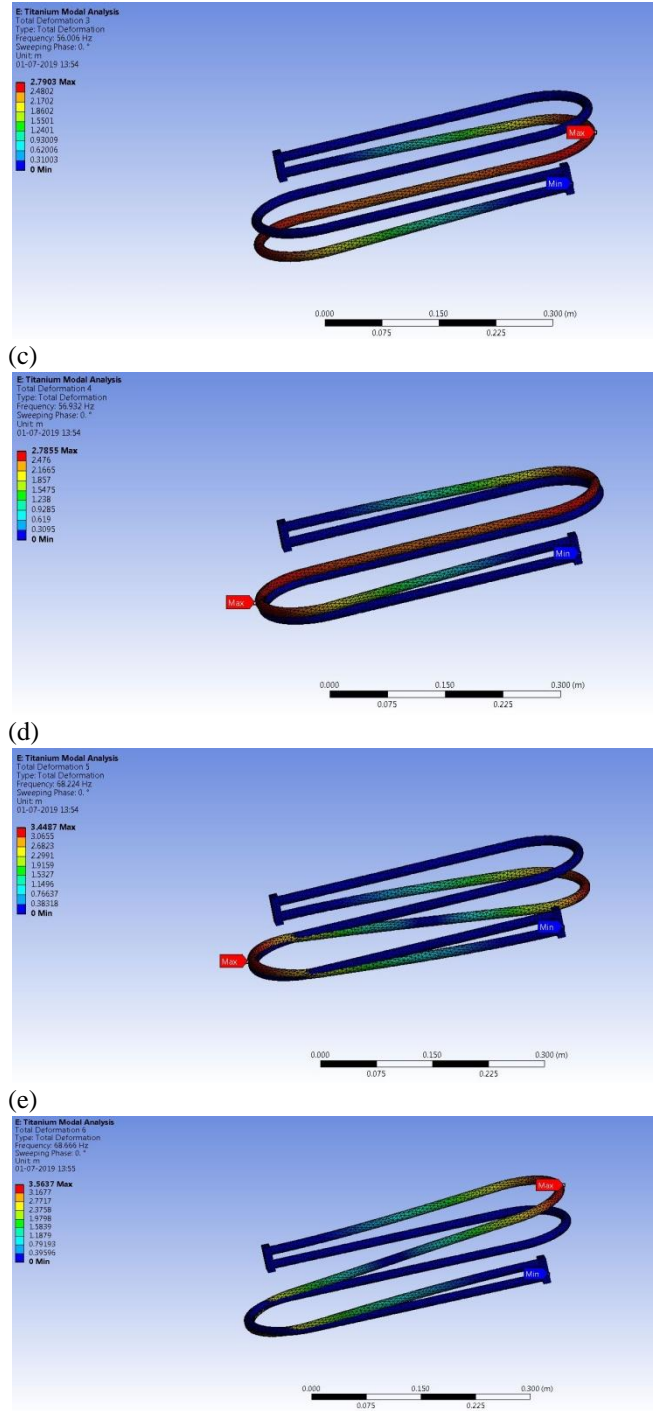 E: Titanium Modal Analysis
Total Deformation 3
Type: Total Deformation
Frequency: 56.006 Hz
Sweeping Phase: 0. °
Unit: m
01-07-2019 13:54
2.7903 Max
2.4802
2.1702
1.8602
1.5501
1.2401
0.93009
0.62006
0.31003
0 Min
Max
Min
0.000 0.150 0.300 (m)
0.075 0.225
(c)
E: Titanium Modal Analysis
Total Deformation 4
Type: Total Deformation
Frequency: 56.932 Hz
Sweeping Phase: 0. °
Unit: m
01-07-2019 13:54
2.7855 Max
2.476
2.1665
1.857
1.5475
1.238
0.9285
0.619
0.3095
0 Min
Min
Max
0.000 0.150 0.300 (m)
0.075 0.225
(d)
E: Titanium Modal Analysis
Total Deformation 5
Type: Total Deformation
Frequency: 68.224 Hz
Sweeping Phase: 0. °
Unit: m
01-07-2019 13:54
3.4487 Max
3.0655
2.6823
2.2991
1.9159
1.5327
1.1496
0.76637
0.38318
0 Min
Min
Max
0.000 0.150 0.300 (m)
0.075 0.225
(e)
E: Titanium Modal Analysis
Total Deformation 6
Type: Total Deformation
Frequency: 68.666 Hz
Sweeping Phase: 0. °
Unit: m
01-07-2019 13:55
3.5637 Max
3.1677
2.7717
2.3758
1.9798
1.5839
1.1879
0.79193
0.39596
0 Min
Max
Min
0.000 0.150 0.300 (m)
0.075 0.225